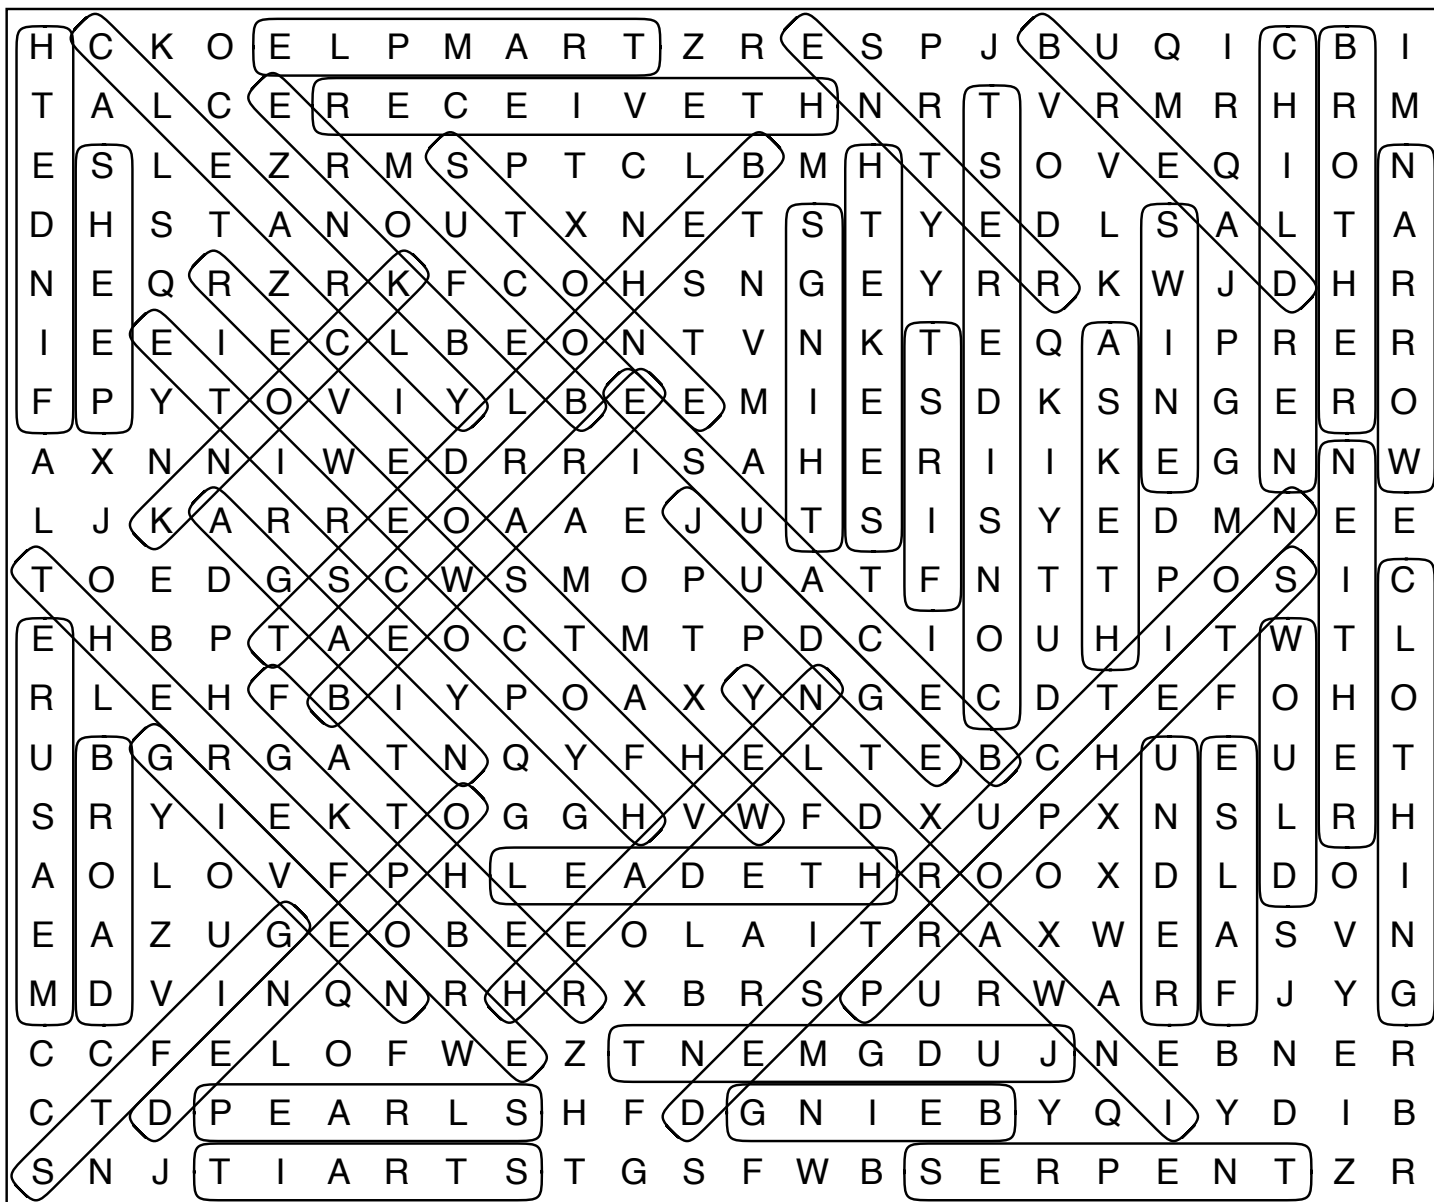 H C K O E L P M A R T Z R E S P J B U Q I C B I
T A L C E R E C E I V E T H N R T V R M R H R M
E S L E Z R M S P T C L B M H T S O V E Q I O N
D H S T A N O U T X N E T S T Y E D L S A L T A
N E Q R Z R K F C O H S N G E Y R R K W J D H R
I E E I E C L B E O N T V N K T E Q A I P R E R
F P Y T O V I Y L B E E M I E S D K S N G E R O
A X N N I W E D R R I S A H E R I I K E G N N W
L J K A R R E O A A E J U T S I S Y E D M N E E
T O E D G S C W S M O P U A T F N T T P O S I C
E H B P T A E O C T M T P D C I O U H I T W T L
R L E H F B I Y P O A X Y N G E C D T E F O H O
U B G R G A T N Q Y F H E L T E B C H U E U E T
S R Y I E K T O G G H V W F D X U P X N S L R H
A O L O V F P H L E A D E T H R O O X D L D O I
E A Z U G E O B E E O L A I T R A X W E A S V N
M D V I N Q N R H R X B R S P U R W A R F J Y G
C C F E L O F W E Z T N E M G D U J N E B N E R
C T D P E A R L S H F D G N I E B Y Q I Y D I B
S N J T I A R T S T G S F W B S E R P E N T Z R